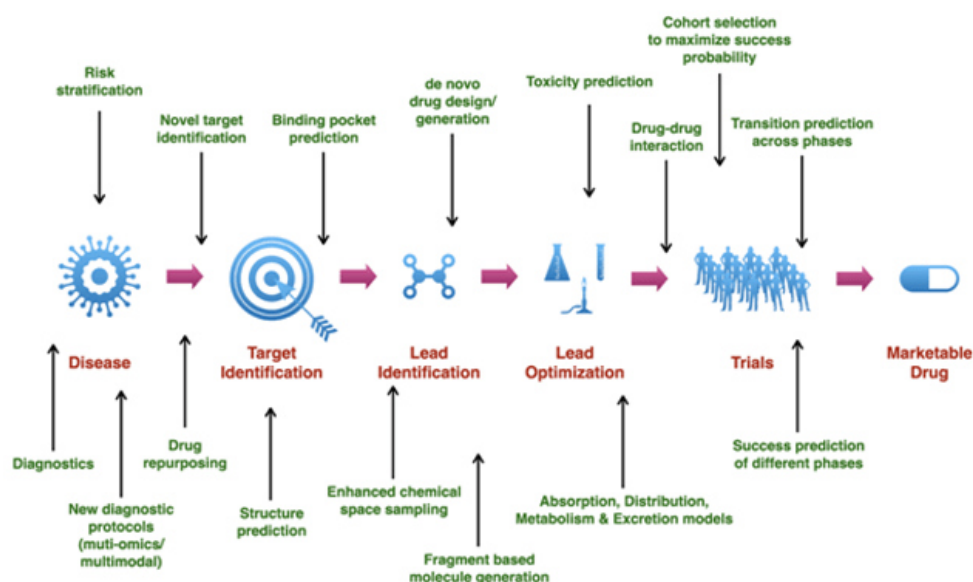 Cohort selection
to maximize success
probability
Risk
stratification
de novo
drug design/
generation
Toxicity prediction
Novel target
identification
Binding pocket
prediction
Drug-drug
interaction
Transition prediction
across phases
Disease
Target
Identification
Lead
Identification
Lead
Optimization
Trials
Marketable
Drug
Diagnostics
Drug
repurposing
New diagnostic
protocols
(muti-omics/
multimodal)
Structure
prediction
Enhanced chemical
space sampling
Fragment based
molecule generation
Absorption, Distribution,
Metabolism & Excretion models
Success prediction
of different phases